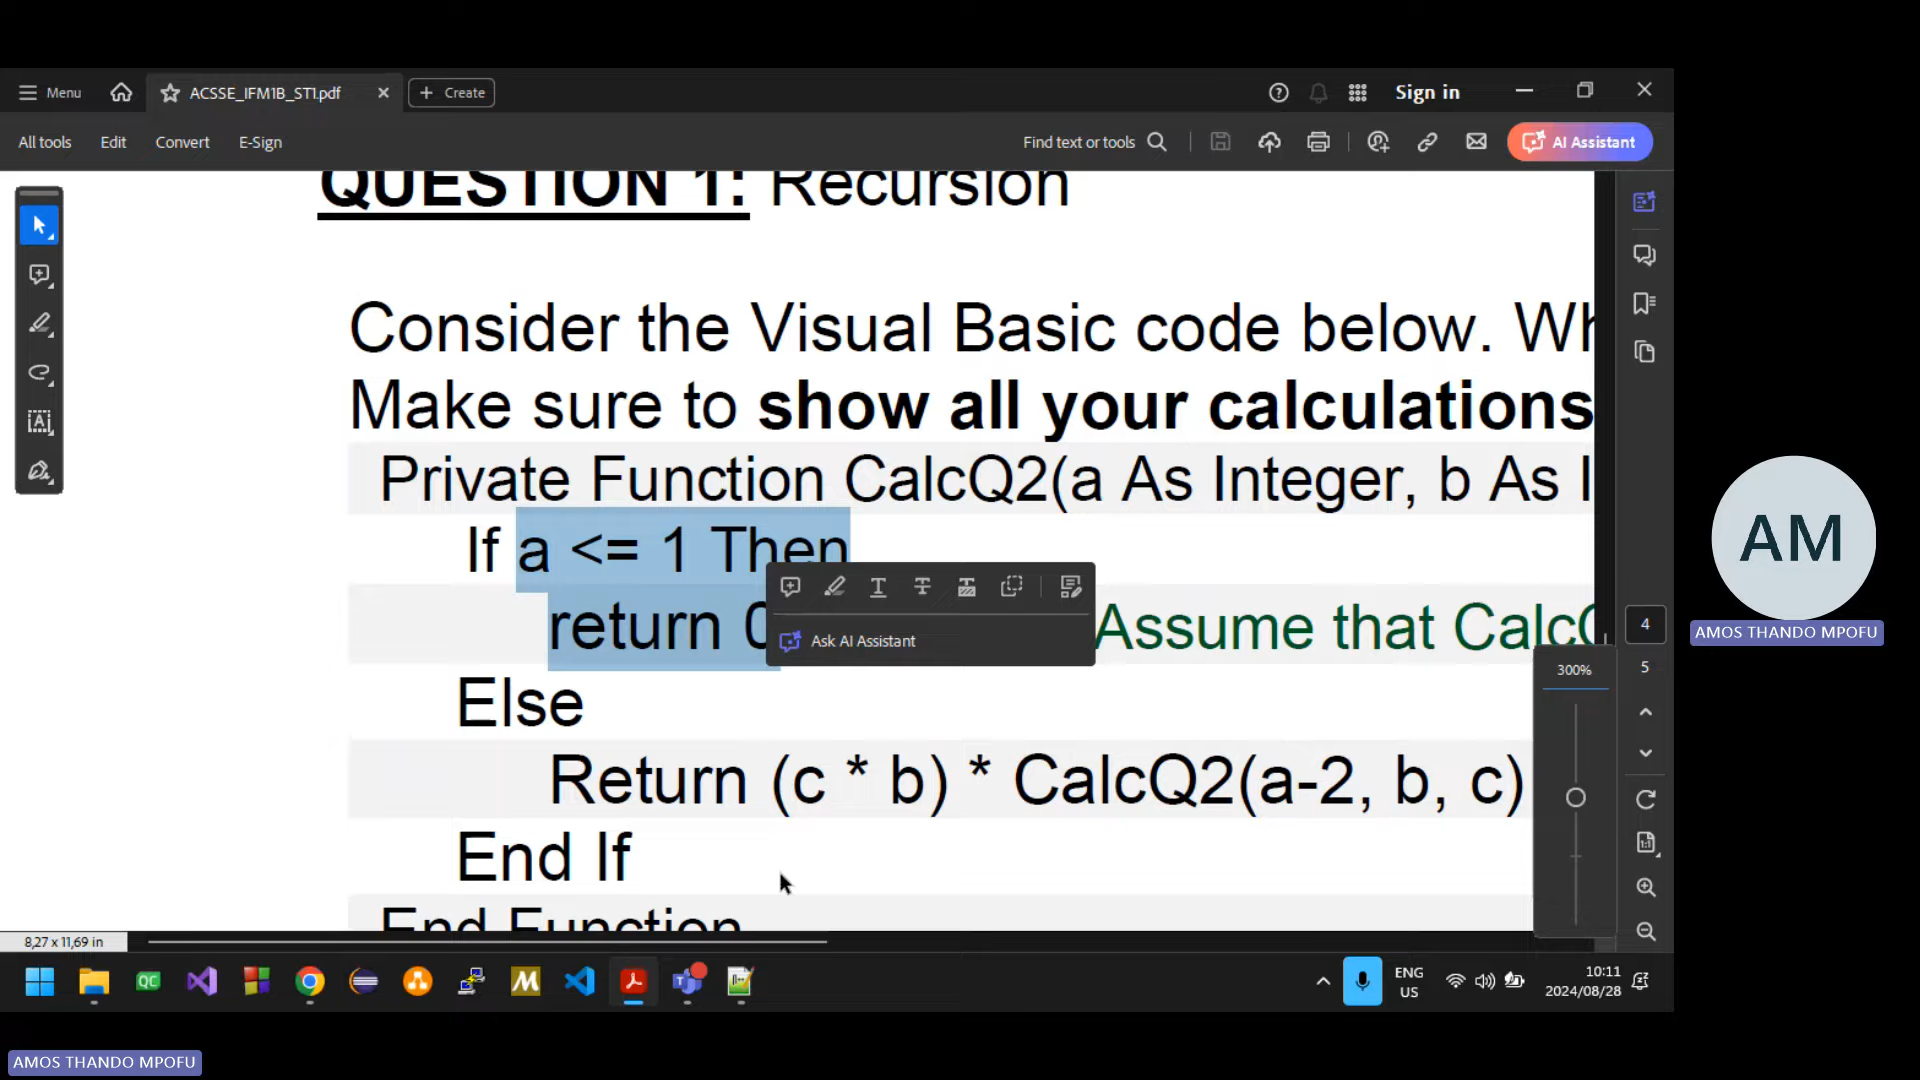 Menu
ACSSE_IFM1B_ST1.pdf
Create
Sign in
All tools
Edit
Convert
E-Sign
Find text or tools
AI Assistant
QUESTION 1: Recursion
Consider the Visual Basic code below. Wh
Make sure to show all your calculations
Private Function CalcQ2(a As Integer, b As I
If a <= 1 Then
return 0
Assume that CalcQ
Ask AI Assistant
Else
Return (c * b) * CalcQ2(a-2, b, c)
End If
End Function
300%
4
5
8,27 x 11,69 in
QC
ENG
US
10:11
2024/08/28
AM
AMOS THANDO MPOFU
AMOS THANDO MPOFU